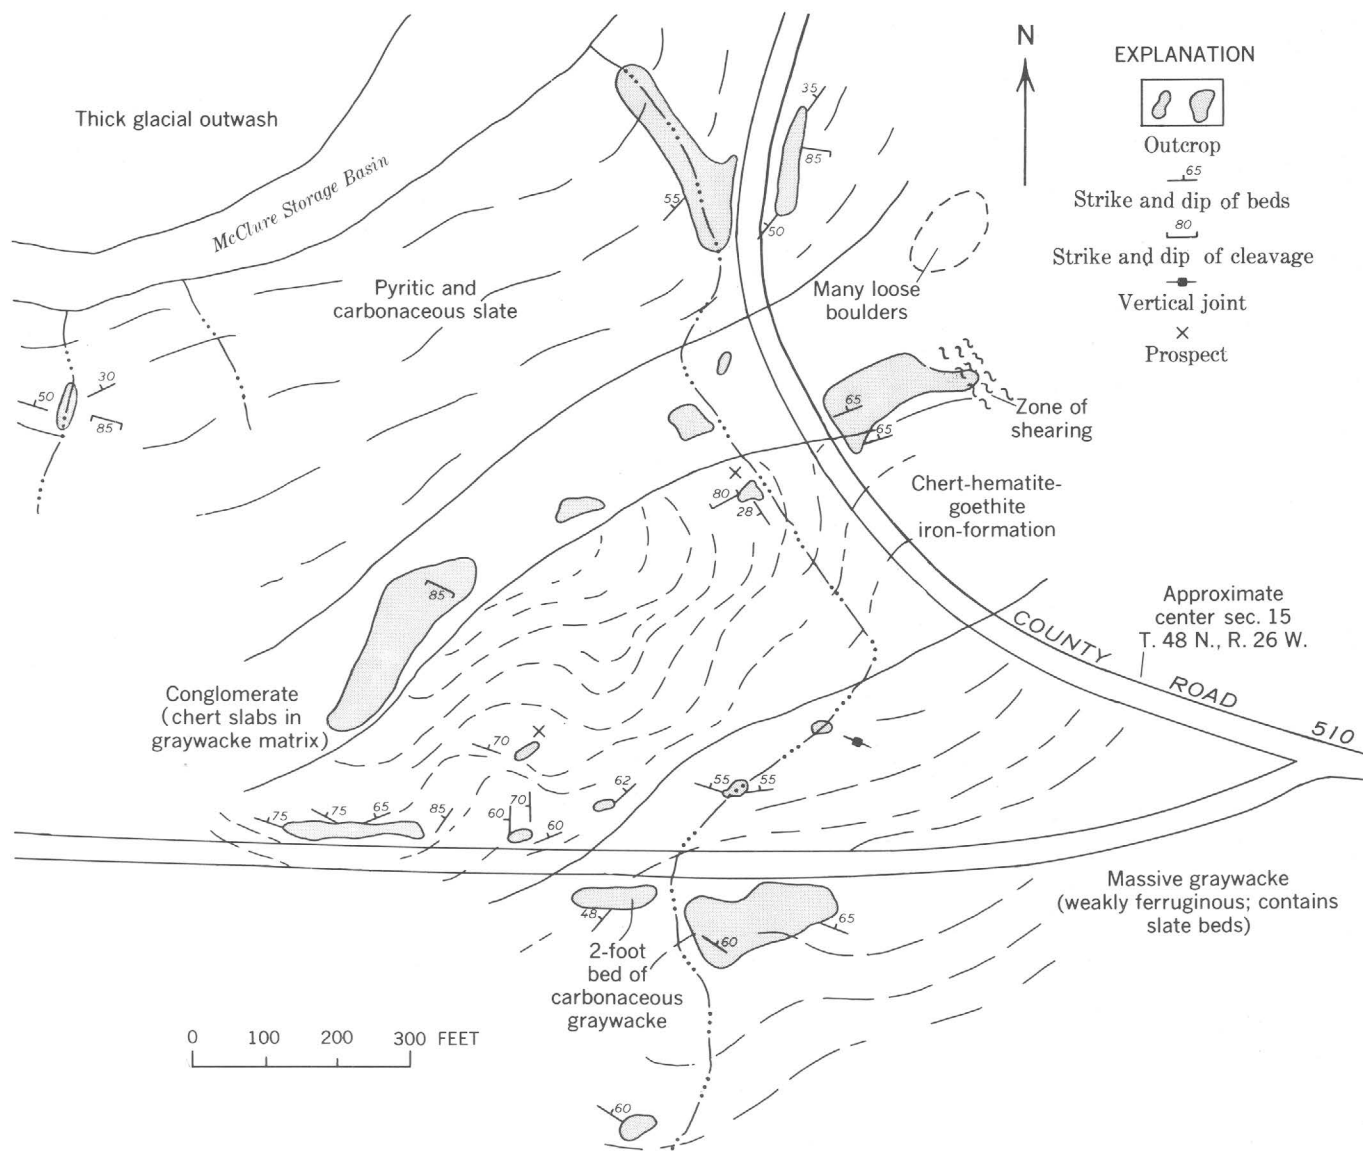 N
EXPLANATION
Outcrop
65
Strike and dip of beds
80
Strike and dip of cleavage
Vertical joint
Prospect
Thick glacial outwash
McClure Storage Basin
35
85
55
50
Pyritic and
carbonaceous slate
Many loose
boulders
30
50
85
65
65
Zone of
shearing
80
28
Chert-hematite-
goethite
iron-formation
85
Approximate
center sec. 15
T. 48 N., R. 26 W.
COUNTY
ROAD
510
Conglomerate
(chert slabs in
graywacke matrix)
70
62
55
55
75
75
65
85
70
60
60
48
65
60
2-foot
bed of
carbonaceous
graywacke
Massive graywacke
(weakly ferruginous; contains
slate beds)
0 100 200 300 FEET
60